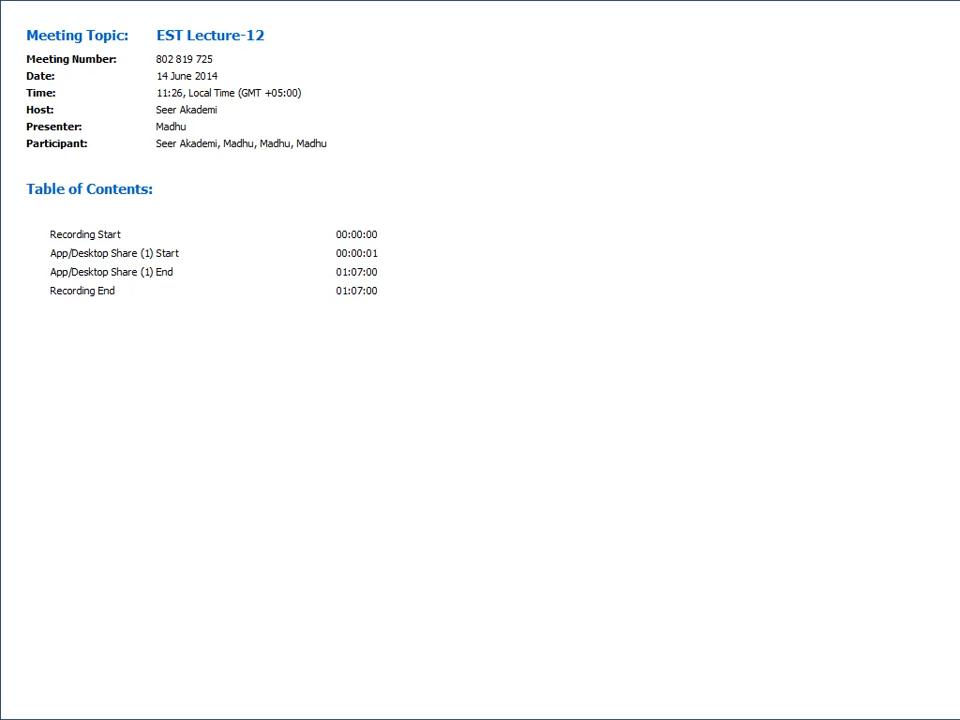 Meeting Topic: EST Lecture-12
Meeting Number: 802 819 725
Date: 14 June 2014
Time: 11:26, Local Time (GMT +05:00)
Host: Seer Akademi
Presenter: Madhu
Participant: Seer Akademi, Madhu, Madhu, Madhu
Table of Contents:
Recording Start 00:00:00
App/Desktop Share (1) Start 00:00:01
App/Desktop Share (1) End 01:07:00
Recording End 01:07:00